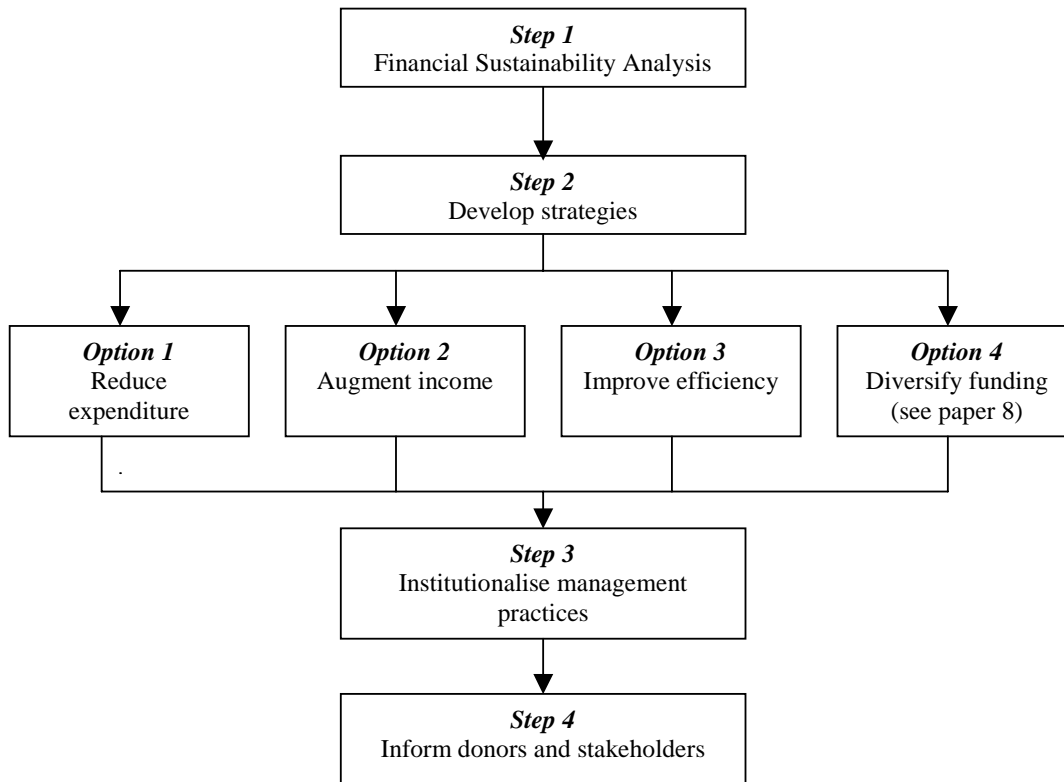 Step 1
Financial Sustainability Analysis
Step 2
Develop strategies
Option 1
Reduce
expenditure
Option 2
Augment income
Option 3
Improve efficiency
Option 4
Diversify funding
(see paper 8)
.
Step 3
Institutionalise management
practices
Step 4
Inform donors and stakeholders